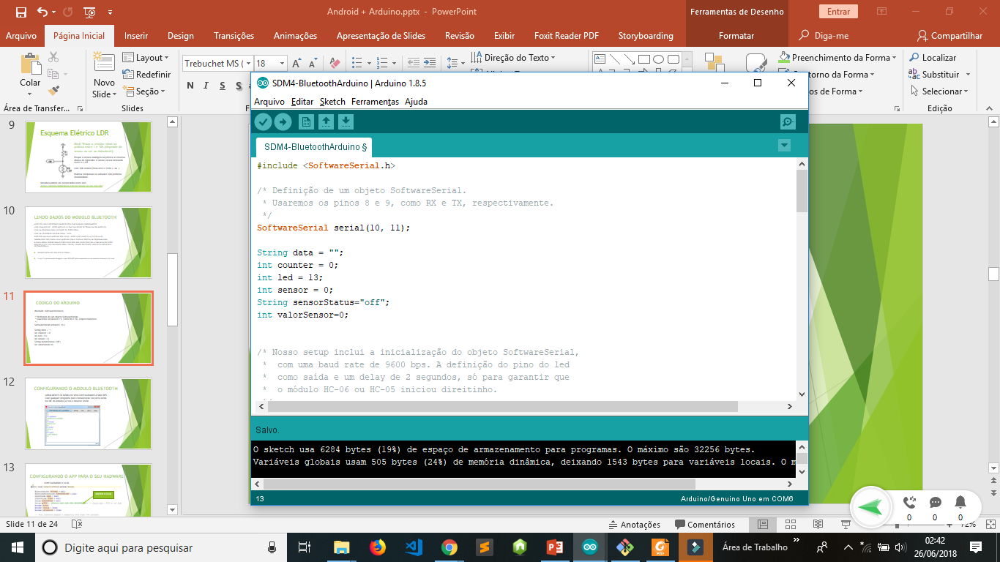 Android + Arduino.pptx - PowerPoint
Ferramentas de Desenho
Entrar
Arquivo
Página Inicial
Inserir
Design
Transições
Animações
Apresentação de Slides
Revisão
Exibir
Foxit Reader PDF
Storyboarding
Formatar
Diga-me
Compartilhar
Colar
Novo
Slide
Layout
Redefinir
Seção
Trebuchet MS (
18
N
I
S
S
Direção do Texto
Preenchimento da Forma
Localizar
Substituir
Selecionar
Área de Transfer...
Slides
Edição
SDM4-BluetoothArduino | Arduino 1.8.5
Arquivo Editar Sketch Ferramentas Ajuda
SDM4-BluetoothArduino §
#include <SoftwareSerial.h>
/* Definição de um objeto SoftwareSerial.
* Usaremos os pinos 8 e 9, como RX e TX, respectivamente.
*/
SoftwareSerial serial(10, 11);
String data = "";
int counter = 0;
int led = 13;
int sensor = 0;
String sensorStatus="off";
int valorSensor=0;
/* Nosso setup inclui a inicialização do objeto SoftwareSerial,
* com uma baud rate de 9600 bps. A definição do pino do led
* como saída e um delay de 2 segundos, só para garantir que
* o módulo HC-06 ou HC-05 iniciou direitinho.
Salvo.
O sketch usa 6284 bytes (19%) de espaço de armazenamento para programas. O máximo são 32256 bytes.
Variáveis globais usam 505 bytes (24%) de memória dinâmica, deixando 1543 bytes para variáveis locais. O m
13
Arduino/Genuino Uno em COM6
9
Esquema Elétrico LDR
10
LENDO DADOS DO MODULO BLUETOOTH
11
CODIGO DO ARDUINO
12
CONFIGURANDO O MODULO BLUETOOTH
13
CONFIGURANDO O APP PARA O SEU HADWARE
0
0
0
Slide 11 de 24
Anotações
Comentários
72%
Digite aqui para pesquisar
Área de Trabalho
02:42
26/06/2018